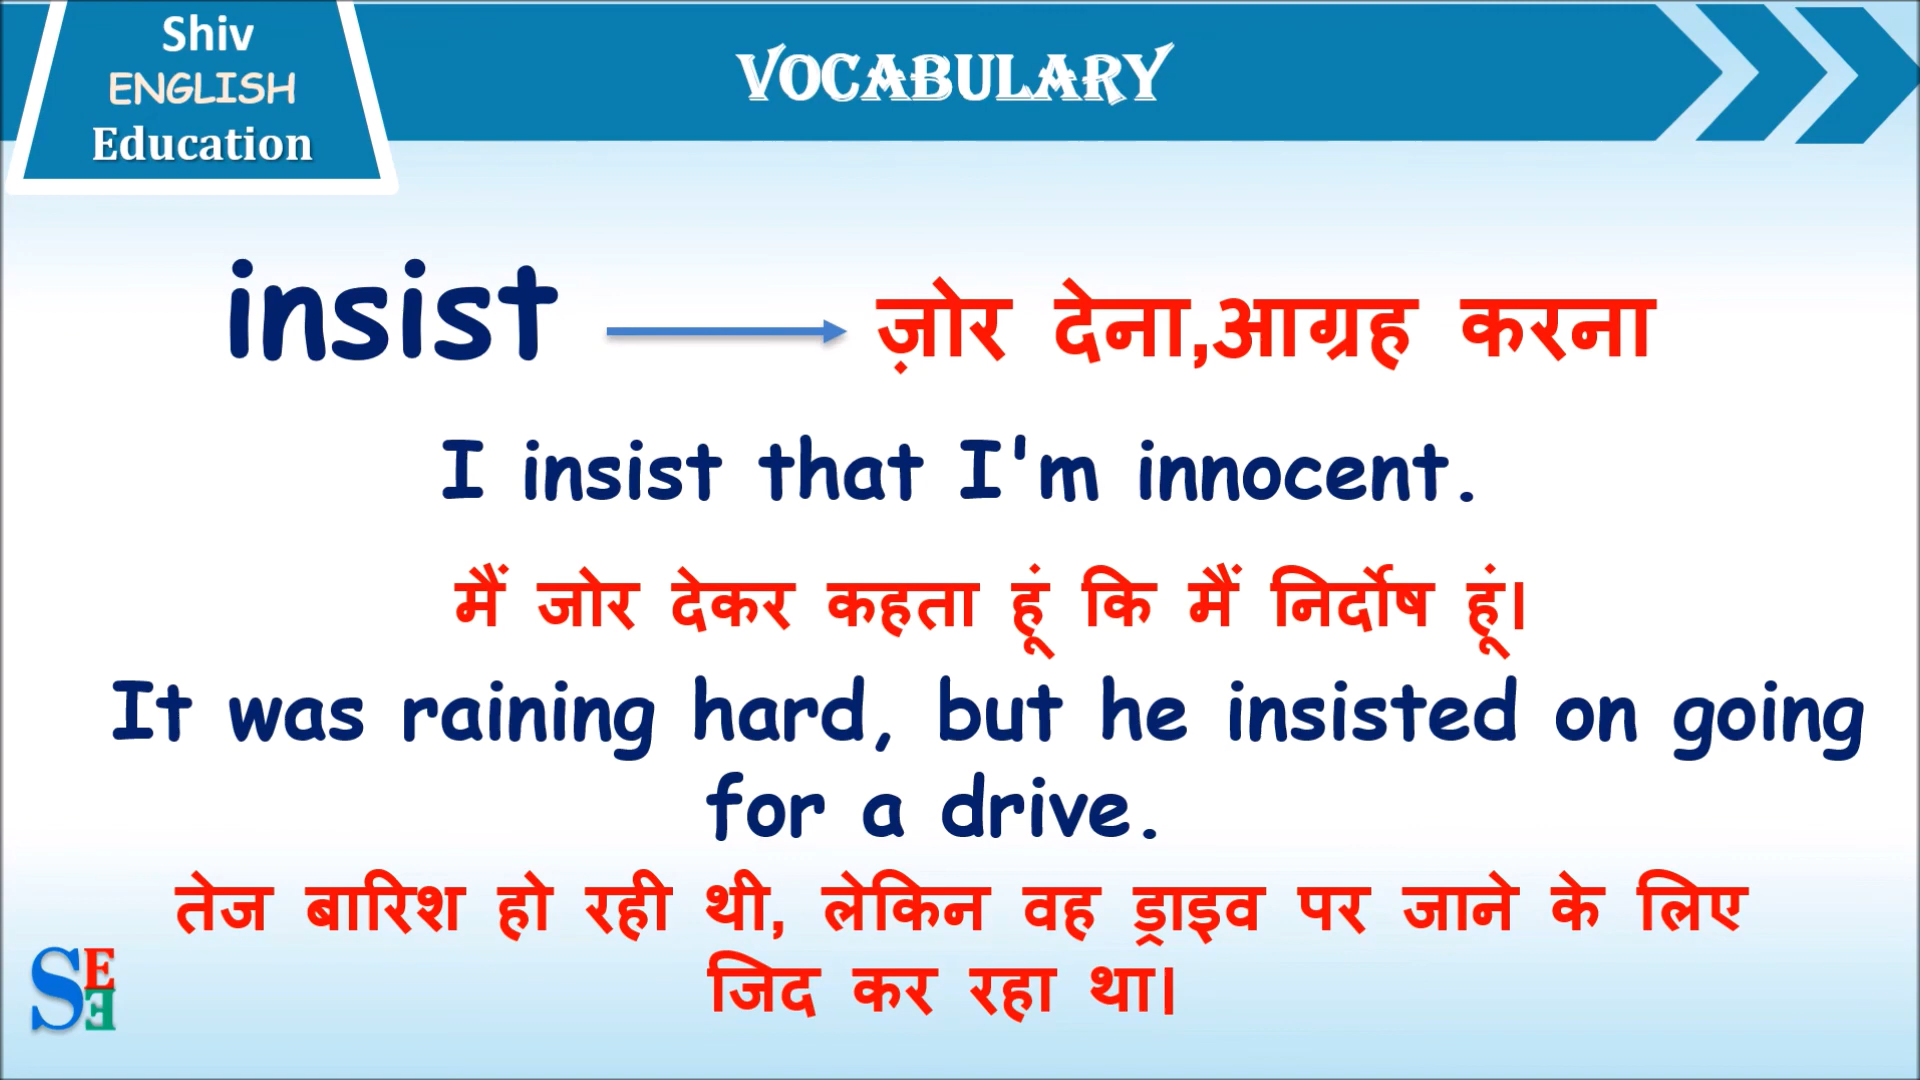 Shiv
ENGLISH
Education
VOCABULARY
insist
ज़ोर देना,आग्रह करना
I insist that I'm innocent.
मैं जोर देकर कहता हूं कि मैं निर्दोष हूं।
It was raining hard, but he insisted on going
for a drive.
तेज बारिश हो रही थी, लेकिन वह ड्राइव पर जाने के लिए
जिद कर रहा था।
SEE